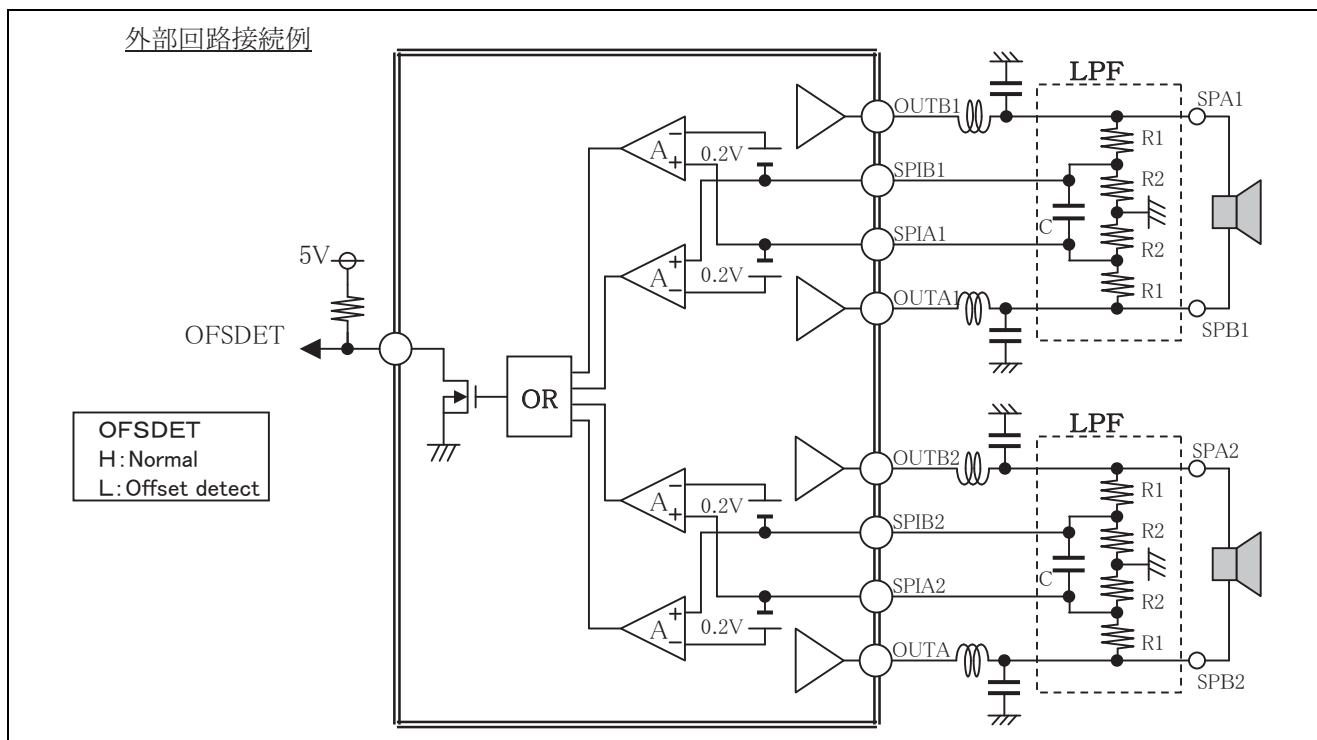 外部回路接続例
LPF
OUTB1
SPA1
R1
A
−
+
0.2V
SPIB1
R2
C
SPIA1
R2
5V
A
+
−
0.2V
R1
OUTA1
SPB1
OFSDET
OR
OFSDET
H:Normal
L:Offset detect
LPF
OUTB2
SPA2
R1
A
−
+
0.2V
SPIB2
R2
C
SPIA2
R2
A
+
−
0.2V
R1
OUTA
SPB2